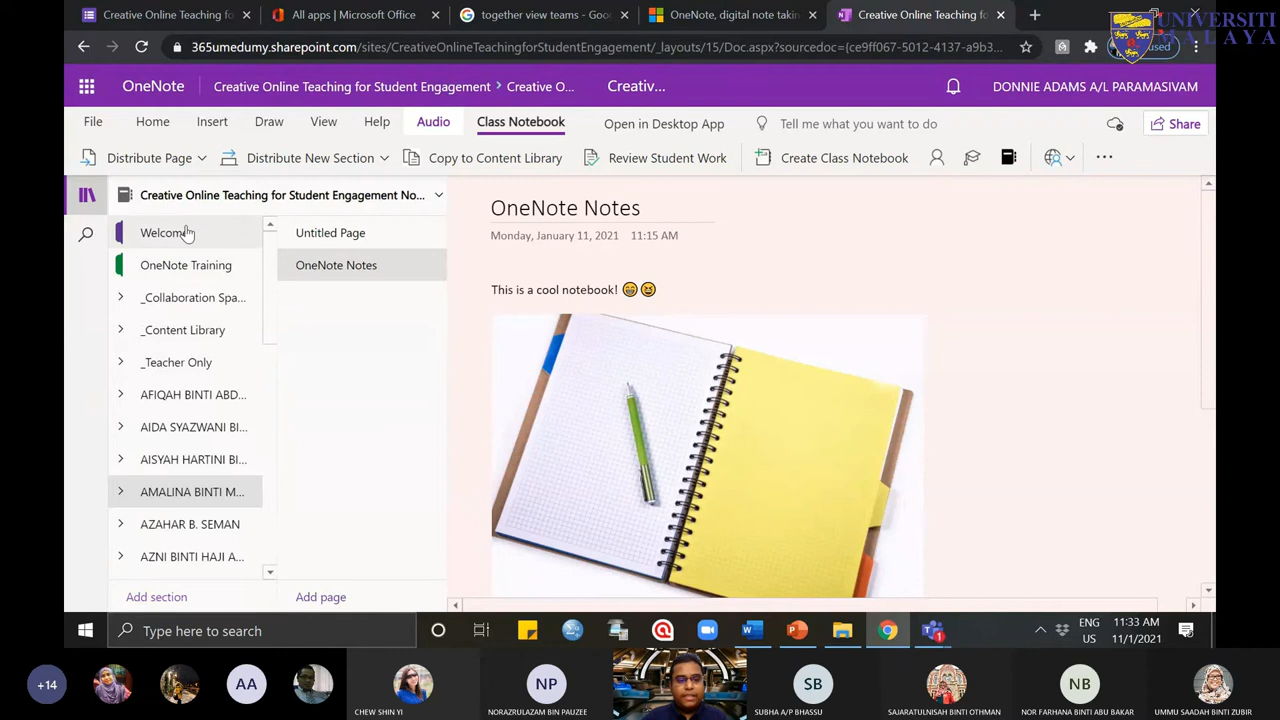 Creative Online Teaching for
All apps | Microsoft Office
together view teams - Goo
OneNote, digital note takin
Creative Online Teaching fo
UNIVERSITI
MALAYA
365umedumy.sharepoint.com/sites/CreativeOnlineTeachingforStudentEngagement/_layouts/15/Doc.aspx?sourcedoc={ce9ff067-5012-4137-a9b3...
OneNote
Creative Online Teaching for Student Engagement > Creative O...
Creativ...
DONNIE ADAMS A/L PARAMASIVAM
File
Home
Insert
Draw
View
Help
Audio
Class Notebook
Open in Desktop App
Tell me what you want to do
Share
Distribute Page
Distribute New Section
Copy to Content Library
Review Student Work
Create Class Notebook
Creative Online Teaching for Student Engagement No...
Welcome
OneNote Training
_Collaboration Spa...
_Content Library
_Teacher Only
AFIQAH BINTI ABD...
AIDA SYAZWANI BI...
AISYAH HARTINI BI...
AMALINA BINTI M...
AZAHAR B. SEMAN
AZNI BINTI HAJI A...
Add section
Untitled Page
OneNote Notes
Add page
OneNote Notes
Monday, January 11, 2021 11:15 AM
This is a cool notebook! 😁😆
Type here to search
ENG
US
11:33 AM
11/1/2021
+14
AA
CHEW SHIN YI
NP
NORAZRULAZAM BIN PAUZEE
SB
SUBHA A/P BHASSU
SAJARATULNISAH BINTI OTHMAN
NB
NOR FARHANA BINTI ABU BAKAR
UMMU SAADAH BINTI ZUBIR